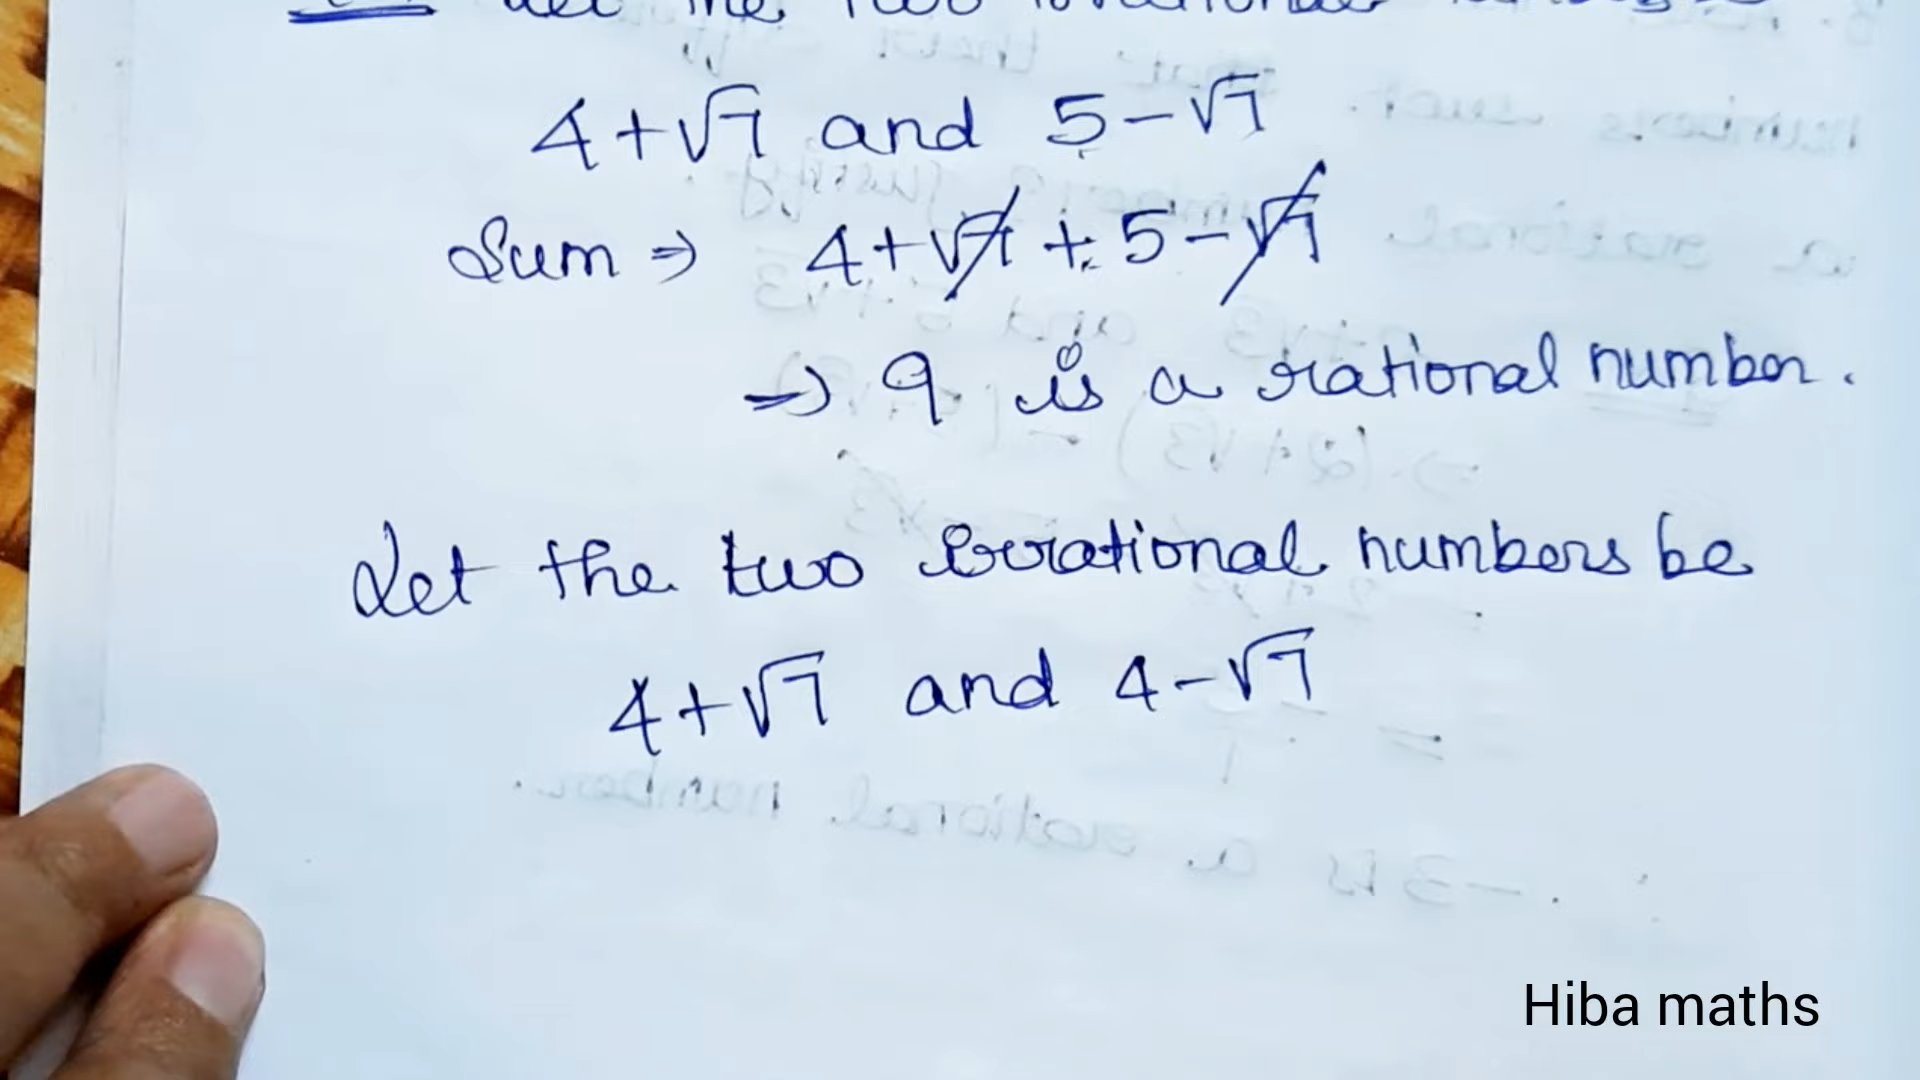 4+√7 and 5-√7
Sum ⇒ 4+√7 + 5-√7
⇒ 9 is a rational number.
Let the two irrational numbers be
4+√7 and 4-√7
Hiba maths